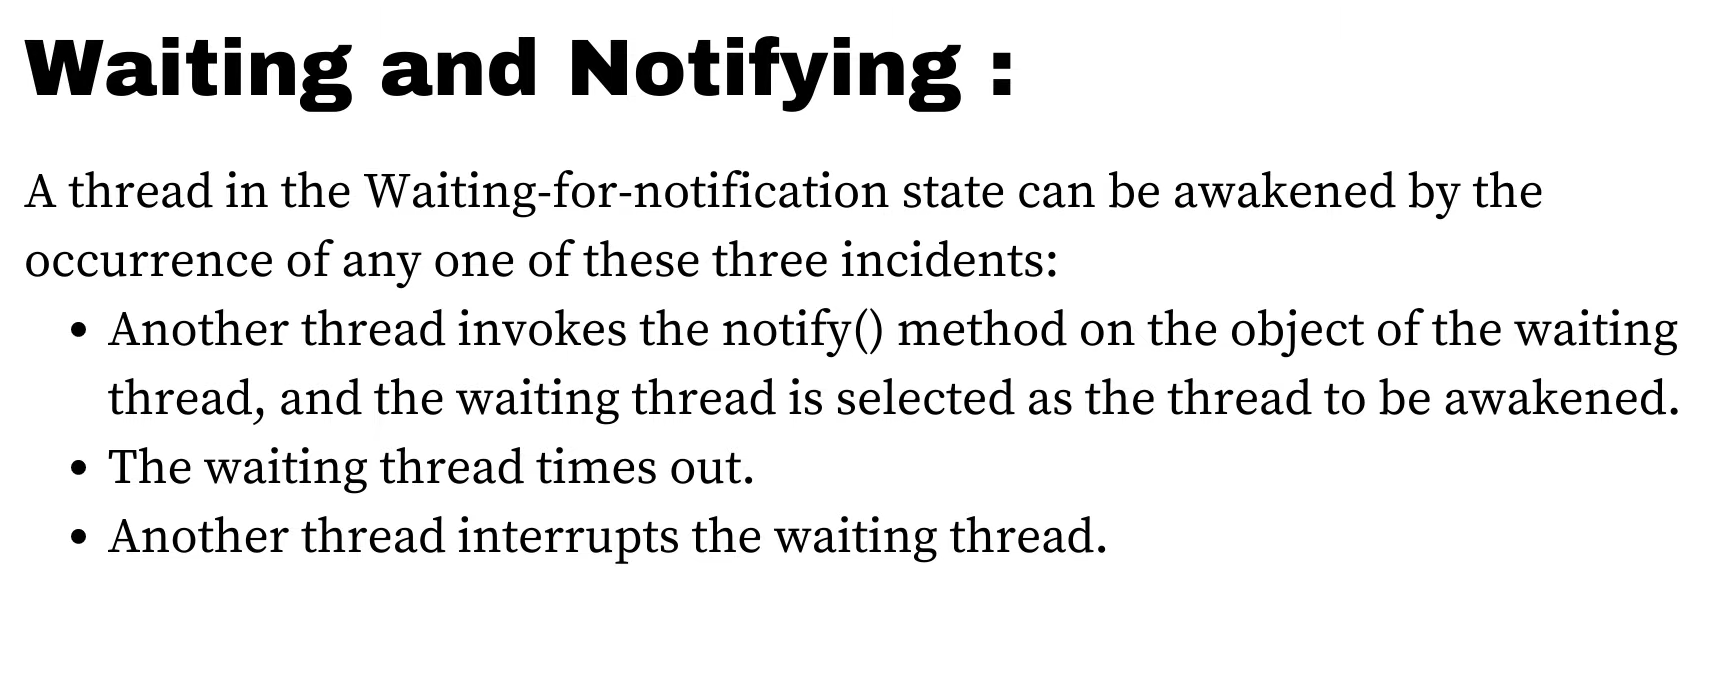 Waiting and Notifying :
A thread in the Waiting-for-notification state can be awakened by the
occurrence of any one of these three incidents:
• Another thread invokes the notify() method on the object of the waiting
thread, and the waiting thread is selected as the thread to be awakened.
• The waiting thread times out.
• Another thread interrupts the waiting thread.